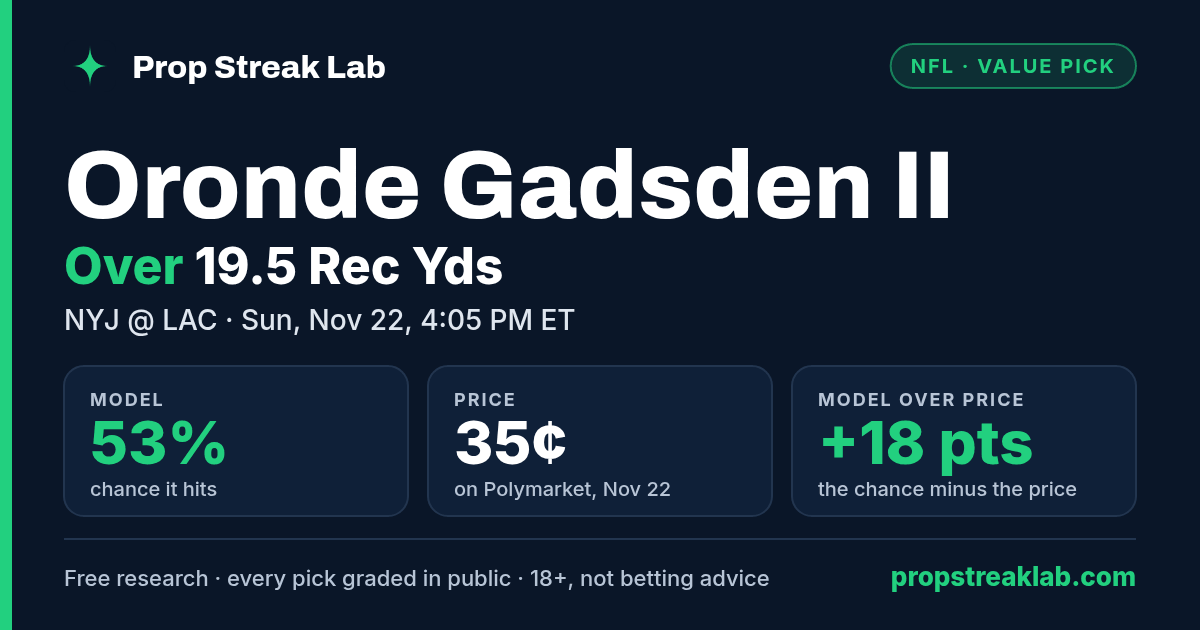 Prop Streak Lab
NFL · VALUE PICK
Oronde Gadsden II
Over 19.5 Rec Yds
NYJ @ LAC · Sun, Nov 22, 4:05 PM ET
MODEL
53%
chance it hits
PRICE
35¢
on Polymarket, Nov 22
MODEL OVER PRICE
+18 pts
the chance minus the price
Free research · every pick graded in public · 18+, not betting advice
propstreaklab.com